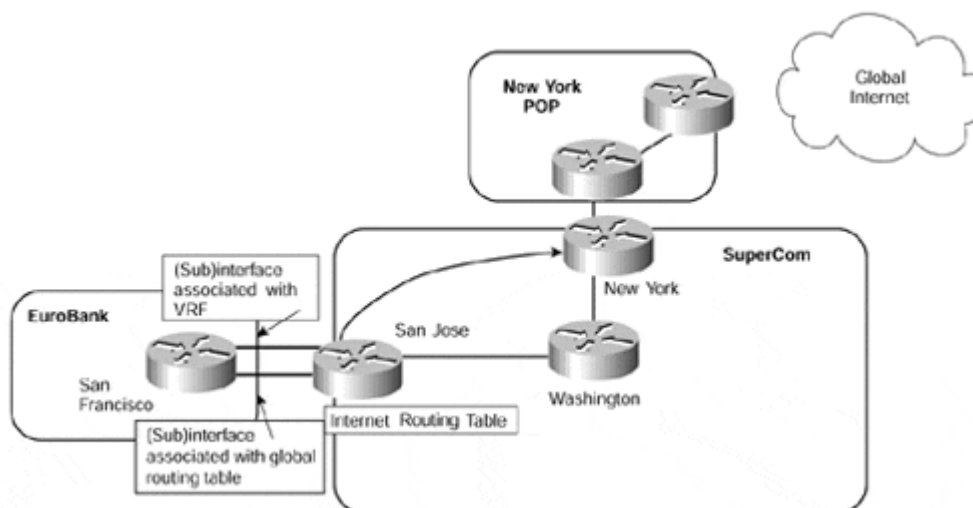 New York
POP
Global
Internet
SuperCom
New York
(Sub)interface
associated with
VRF
EuroBank
San Jose
San
Francisco
Washington
Internet Routing Table
(Sub)interface
associated with global
routing table